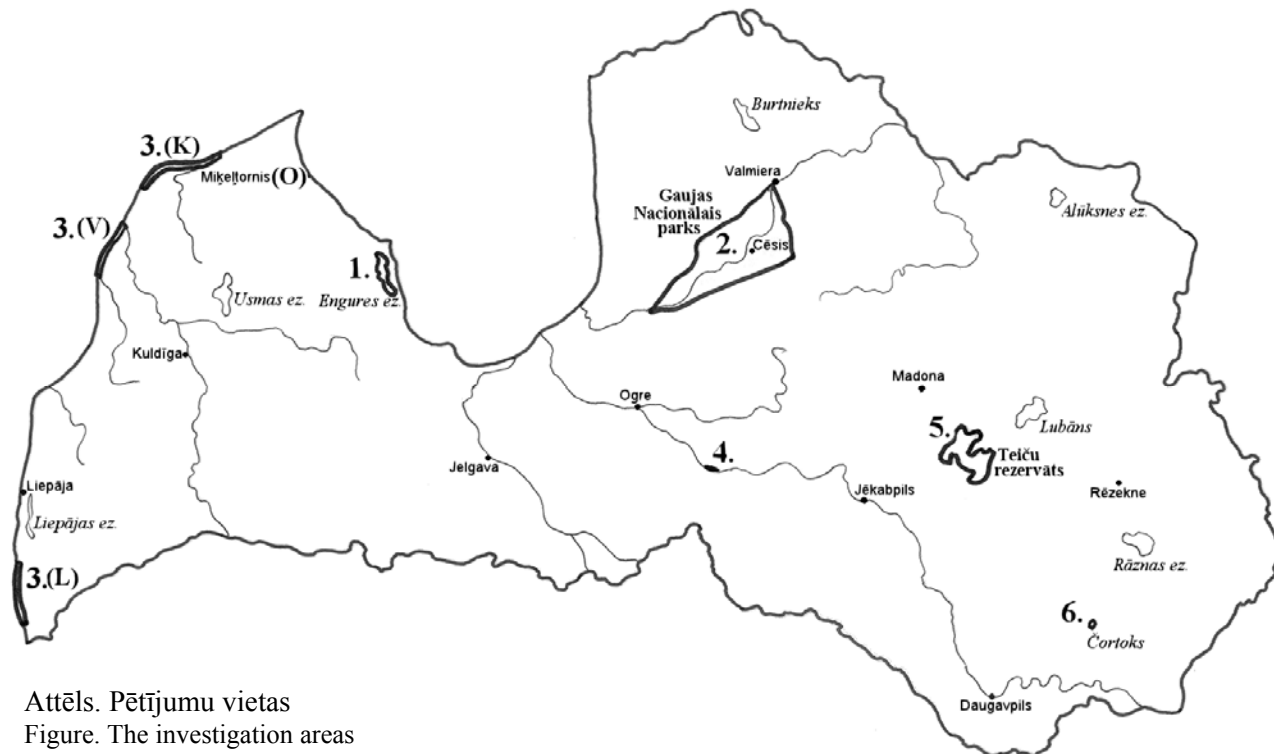 Burtnieks
3.(K)
Miķeļtornis(O)
Valmiera
Gaujas
Nacionālais
parks
Alūksnes ez.
3.(V)
2.
Cēsis
1.
Usmas ez.
Engures ez.
Kuldīga
Madona
Ogre
Lubāns
5.
Teiču
rezervāts
4.
Jelgava
Rēzekne
Liepāja
Jēkabpils
Liepājas ez.
Rāznas ez.
3.(L)
6.
Čortoks
Daugavpils
Attēls. Pētījumu vietas
Figure. The investigation areas